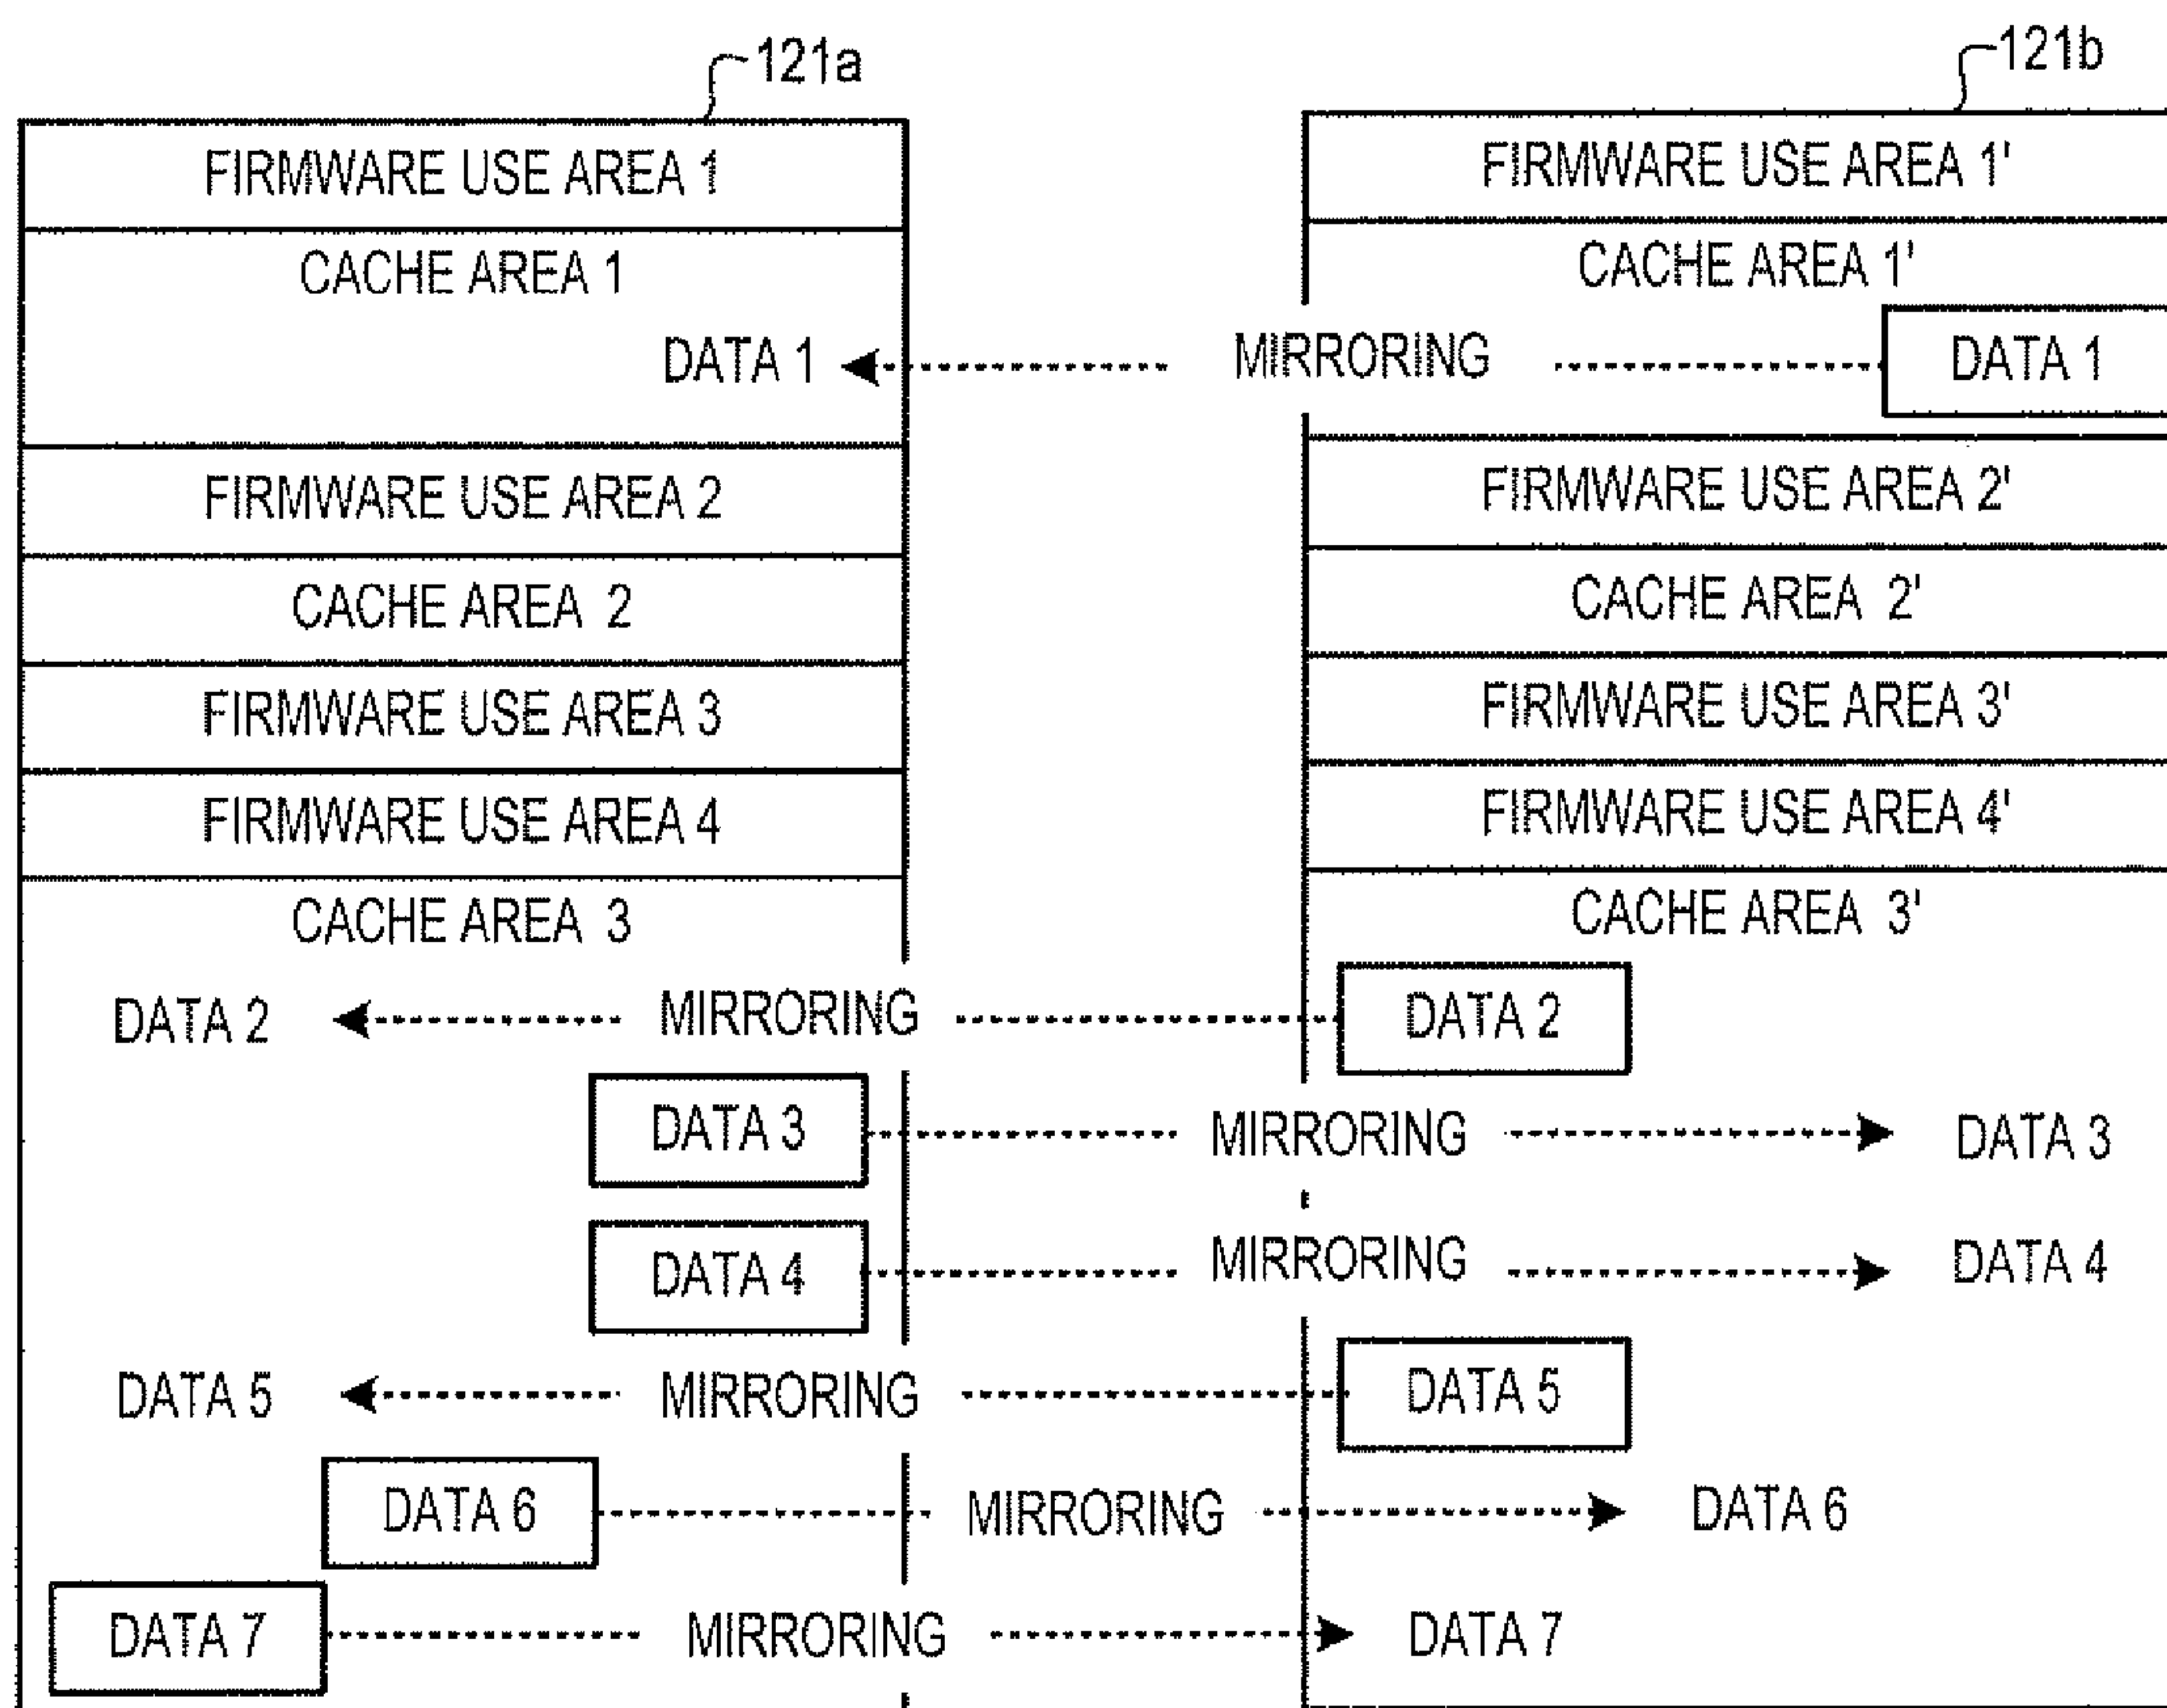 121a
121b
FIRMWARE USE AREA 1
FIRMWARE USE AREA 1'
CACHE AREA 1
CACHE AREA 1'
DATA 1 MIRRORING DATA 1
FIRMWARE USE AREA 2
FIRMWARE USE AREA 2'
CACHE AREA 2
CACHE AREA 2'
FIRMWARE USE AREA 3
FIRMWARE USE AREA 3'
FIRMWARE USE AREA 4
FIRMWARE USE AREA 4'
CACHE AREA 3
CACHE AREA 3'
DATA 2 MIRRORING DATA 2
DATA 3 MIRRORING DATA 3
DATA 4 MIRRORING DATA 4
DATA 5 MIRRORING DATA 5
DATA 6 MIRRORING DATA 6
DATA 7 MIRRORING DATA 7